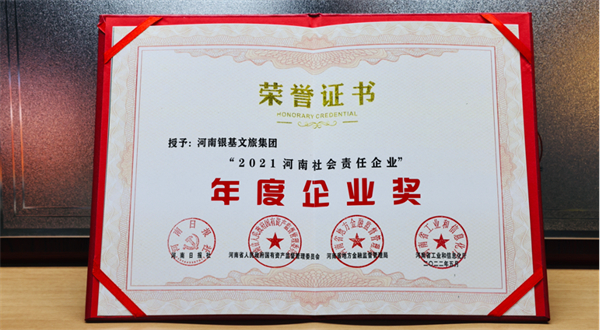 荣誉证书
HONORARY CREDENTIAL
授予：河南银基文旅集团
“2021河南社会责任企业”
年度企业奖
河南日报社 河南省人民政府国有资产监督管理委员会 河南省地方金融监督管理局 河南省工业和信息化厅
二〇二二年五月